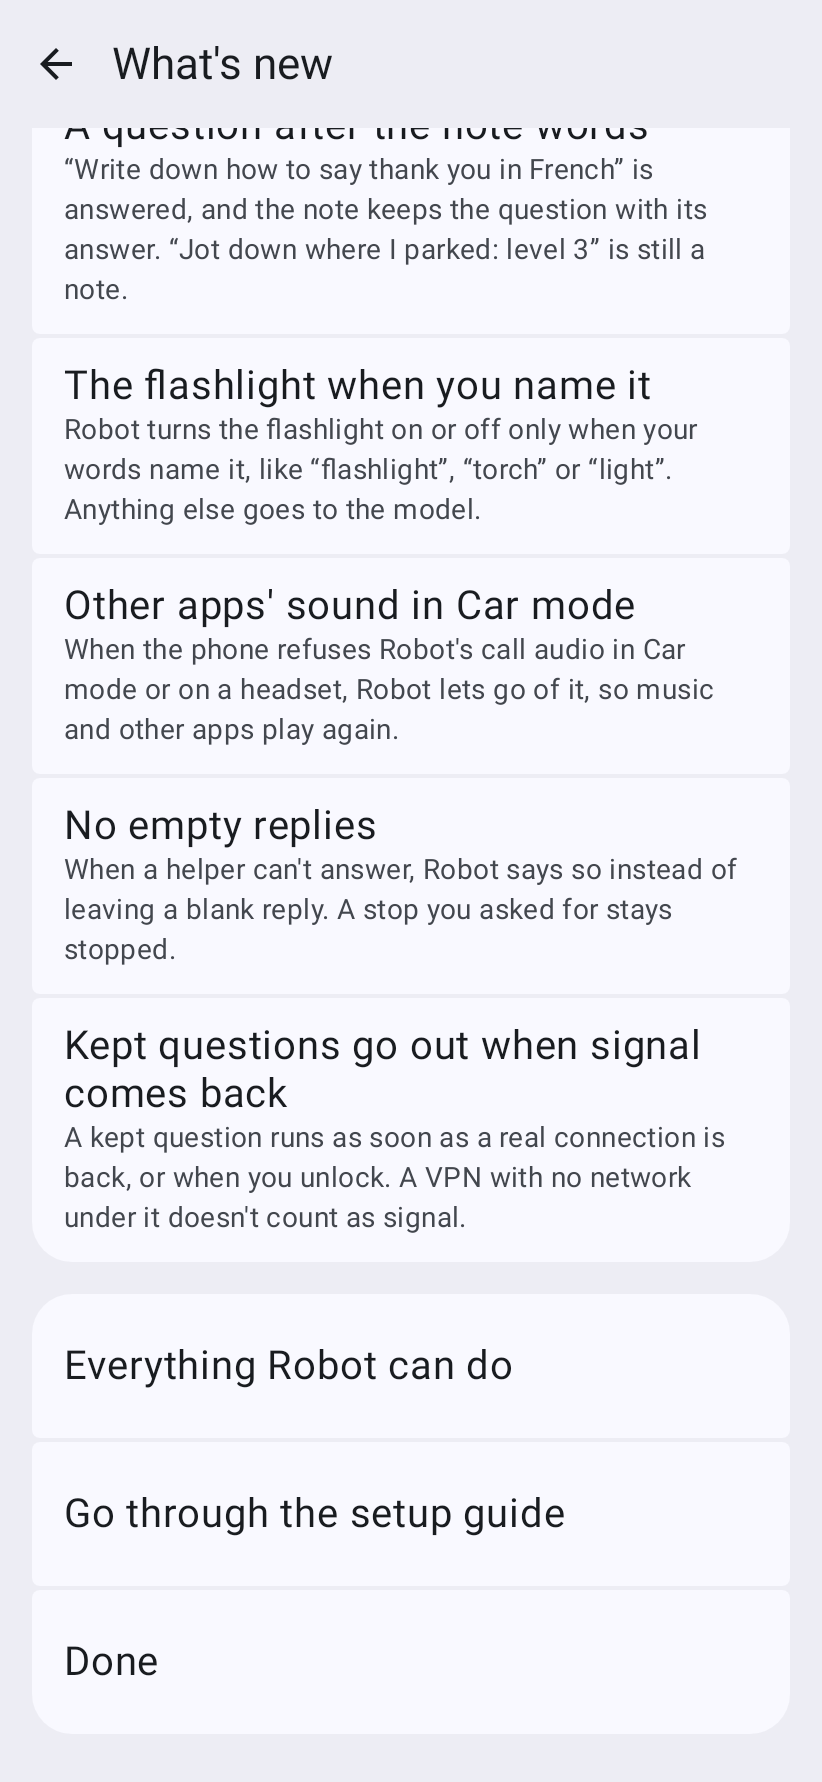 What's new
A question after the note words
“Write down how to say thank you in French” is
answered, and the note keeps the question with its
answer. “Jot down where I parked: level 3” is still a
note.
The flashlight when you name it
Robot turns the flashlight on or off only when your
words name it, like “flashlight”, “torch” or “light”.
Anything else goes to the model.
Other apps' sound in Car mode
When the phone refuses Robot's call audio in Car
mode or on a headset, Robot lets go of it, so music
and other apps play again.
No empty replies
When a helper can't answer, Robot says so instead of
leaving a blank reply. A stop you asked for stays
stopped.
Kept questions go out when signal
comes back
A kept question runs as soon as a real connection is
back, or when you unlock. A VPN with no network
under it doesn't count as signal.
Everything Robot can do
Go through the setup guide
Done